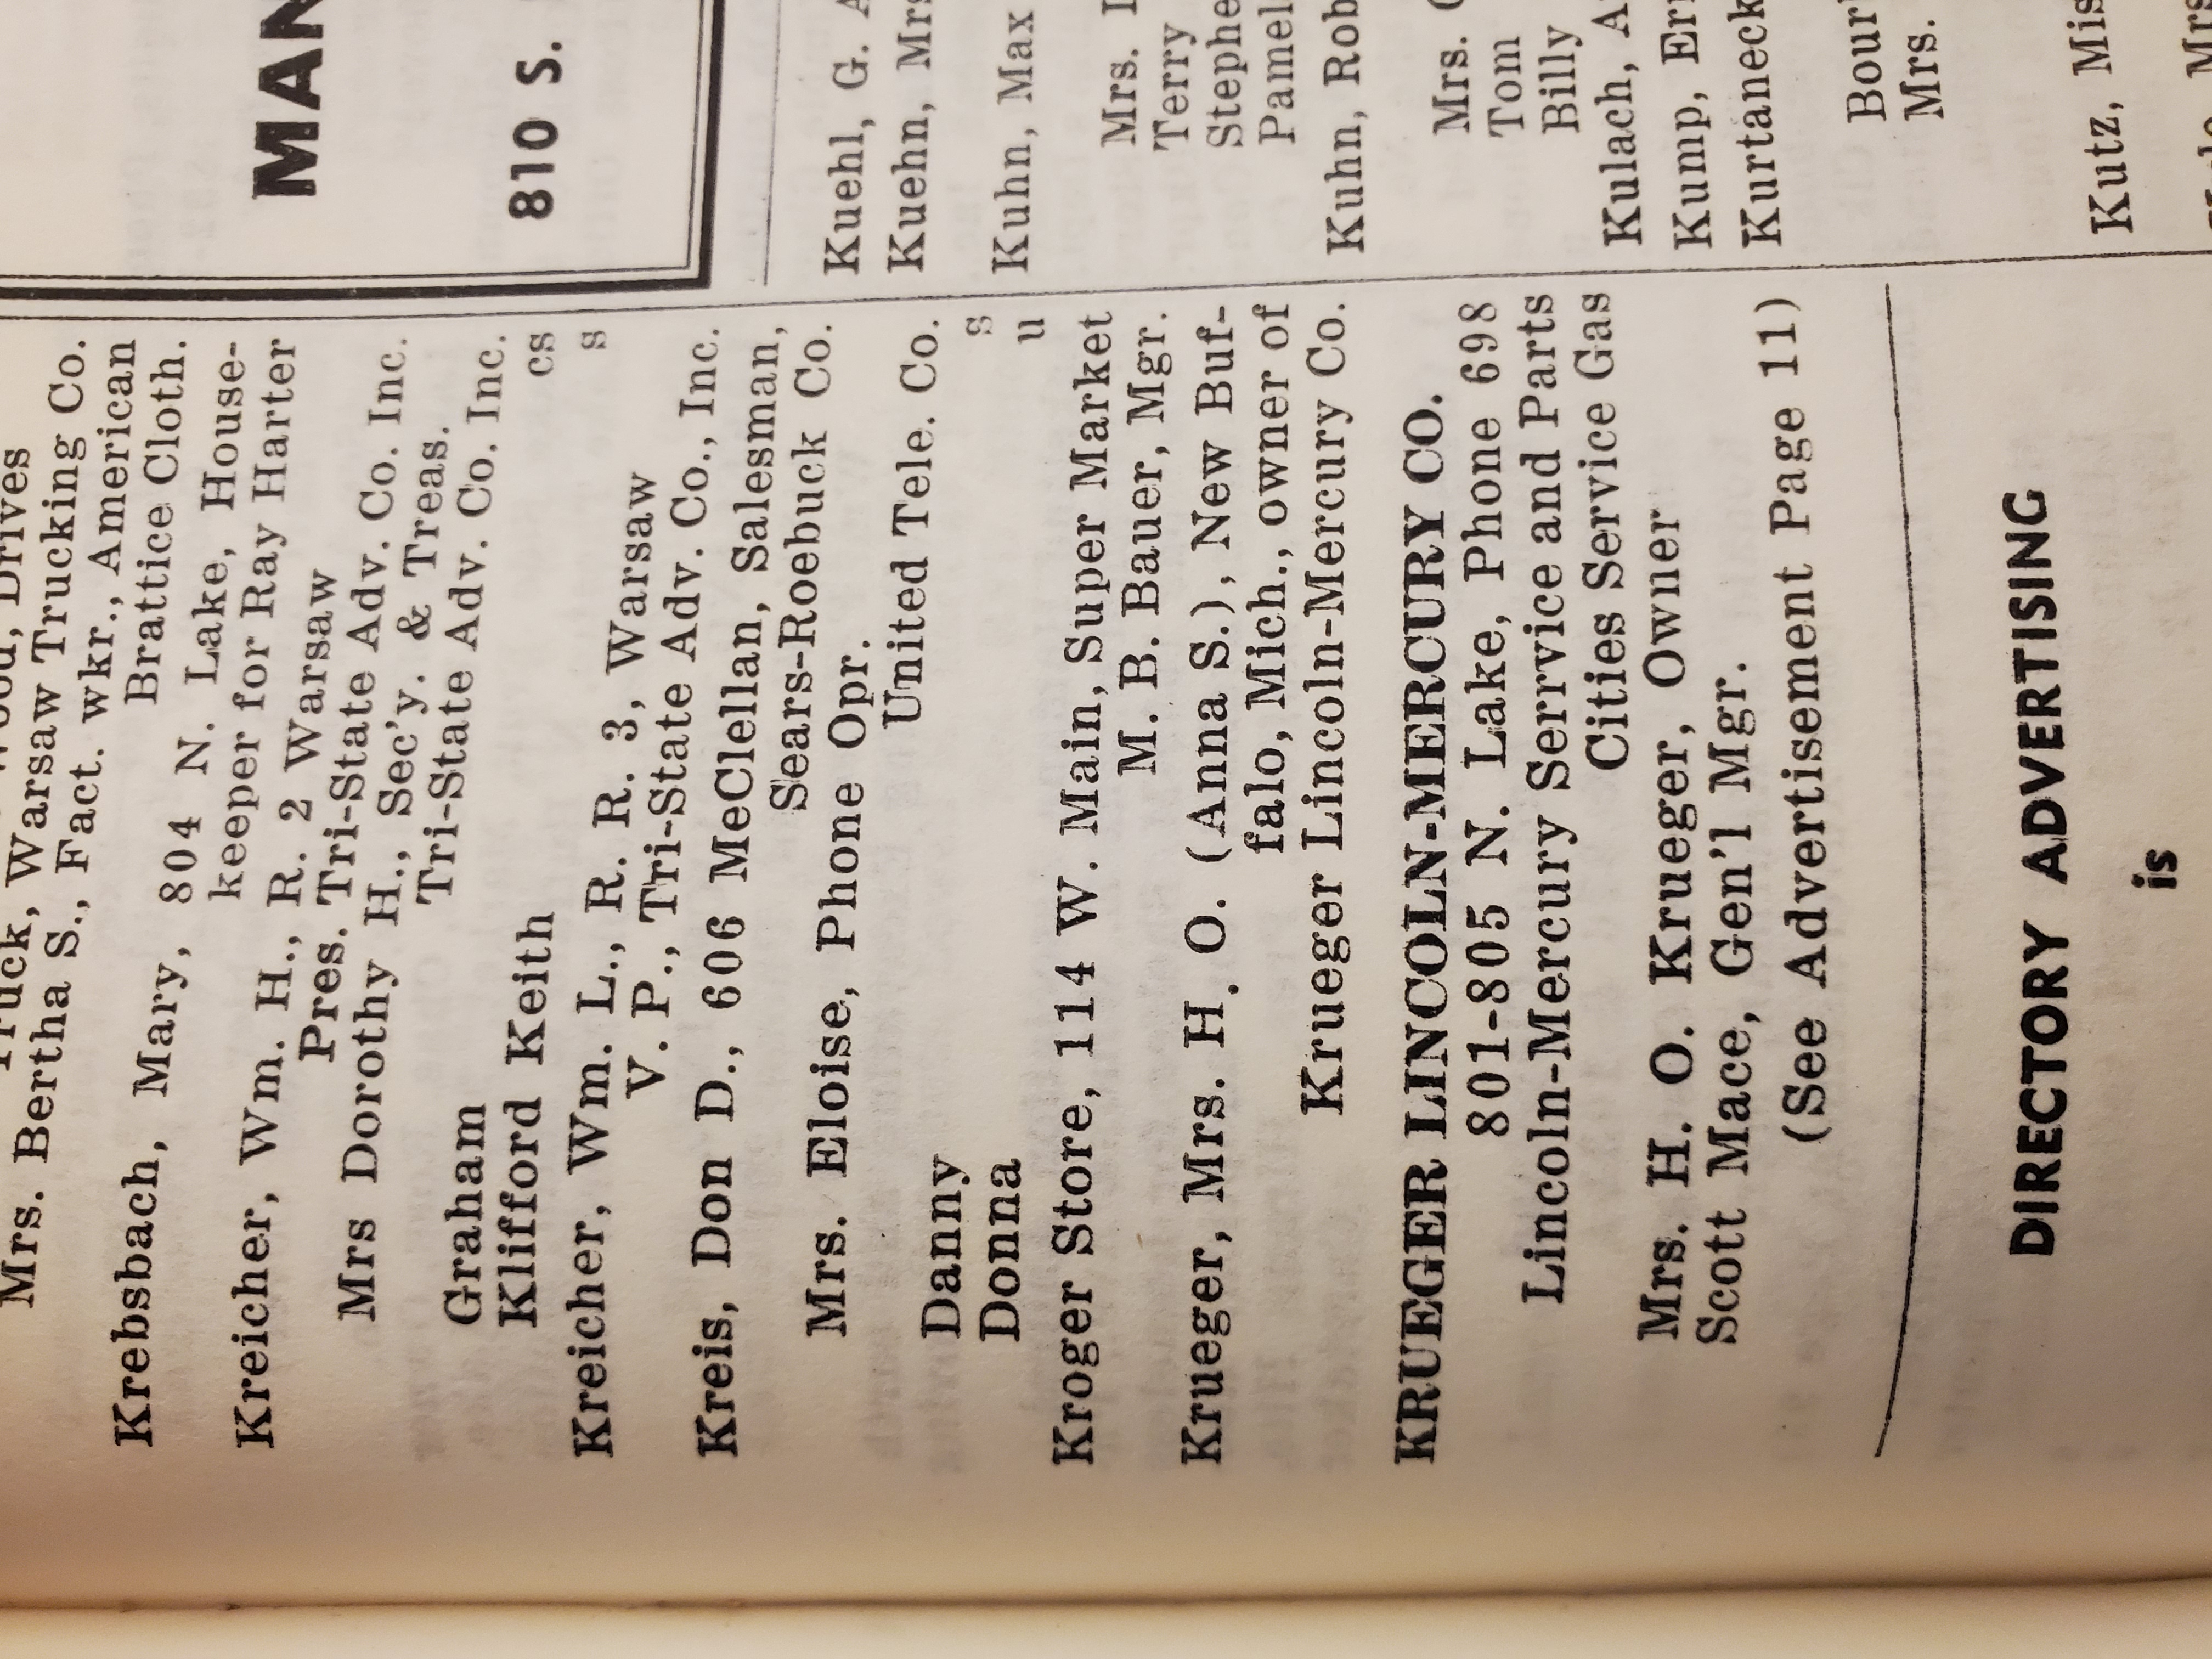 Mrs. Bertha S., Fact. wkr., American
Brattice Cloth.
Krebsbach, Mary, 804 N. Lake, House-
keeper for Ray Harter
Kreicher, Wm. H., R. 2 Warsaw
Pres. Tri-State Adv. Co. Inc.
Mrs Dorothy H., Sec'y. & Treas.
Tri-State Adv. Co. Inc.
Graham cs
Klifford Keith s
Kreicher, Wm. L., R. R. 3, Warsaw
V. P., Tri-State Adv. Co., Inc.
Kreis, Don D., 606 McClellan, Salesman,
Sears-Roebuck Co.
Mrs. Eloise, Phone Opr.
United Tele. Co.
Danny s
Donna u
Kroger Store, 114 W. Main, Super Market
M. B. Bauer, Mgr.
Krueger, Mrs. H. O. (Anna S.), New Buf-
falo, Mich., owner of
Krueger Lincoln-Mercury Co.
KRUEGER LINCOLN-MERCURY CO.
801-805 N. Lake, Phone 698
Lincoln-Mercury Serrvice and Parts
Cities Service Gas
Mrs. H. O. Krueger, Owner
Scott Mace, Gen'l Mgr.
(See Advertisement Page 11)
DIRECTORY ADVERTISING
is
810 S.
Kuehl, G.
Kuehn, Mrs
Kuhn, Max
Mrs.
Terry
Kuhn, Rob
Mrs.
Tom
Billy
Kulach,
Kump,
Kurtaneck
Mrs.
Kutz,